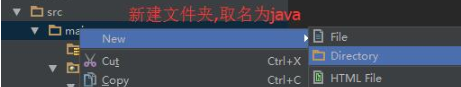 src
新建文件夹,取名为java
mai
New
File
Cut
Ctrl+X
Directory
Copy
Ctrl+C
HTML File